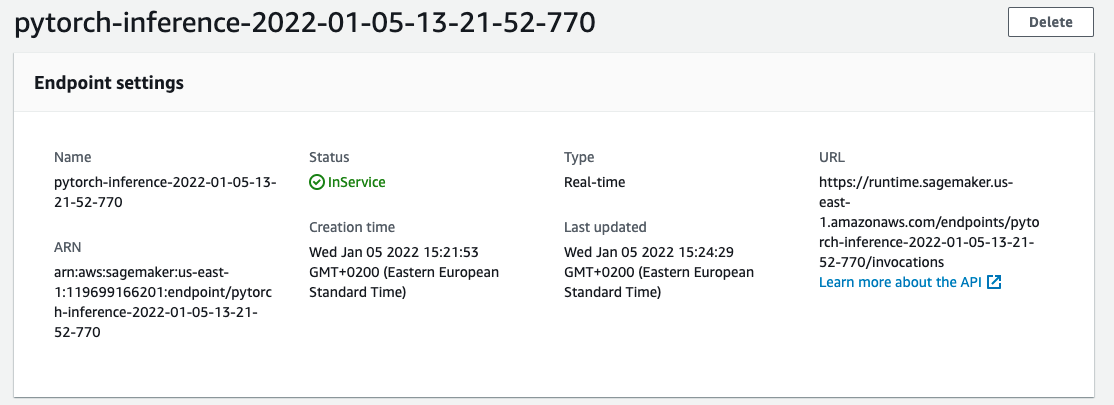 pytorch-inference-2022-01-05-13-21-52-770
Delete
Endpoint settings
Name
pytorch-inference-2022-01-05-13-
21-52-770
ARN
arn:aws:sagemaker:us-east-
1:119699166201:endpoint/pytorc
h-inference-2022-01-05-13-21-
52-770
Status
InService
Creation time
Wed Jan 05 2022 15:21:53
GMT+0200 (Eastern European
Standard Time)
Type
Real-time
Last updated
Wed Jan 05 2022 15:24:29
GMT+0200 (Eastern European
Standard Time)
URL
https://runtime.sagemaker.us-
east-
1.amazonaws.com/endpoints/pyto
rch-inference-2022-01-05-13-21-
52-770/invocations
Learn more about the API